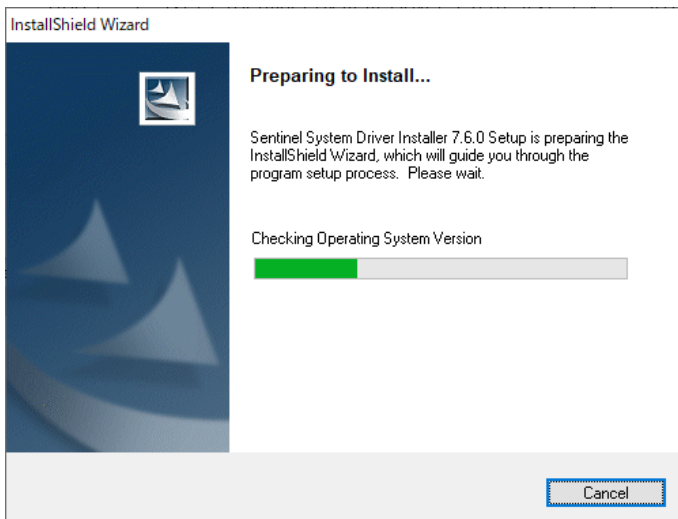 InstallShield Wizard
Preparing to Install...
Sentinel System Driver Installer 7.6.0 Setup is preparing the
InstallShield Wizard, which will guide you through the
program setup process. Please wait.
Checking Operating System Version
Cancel